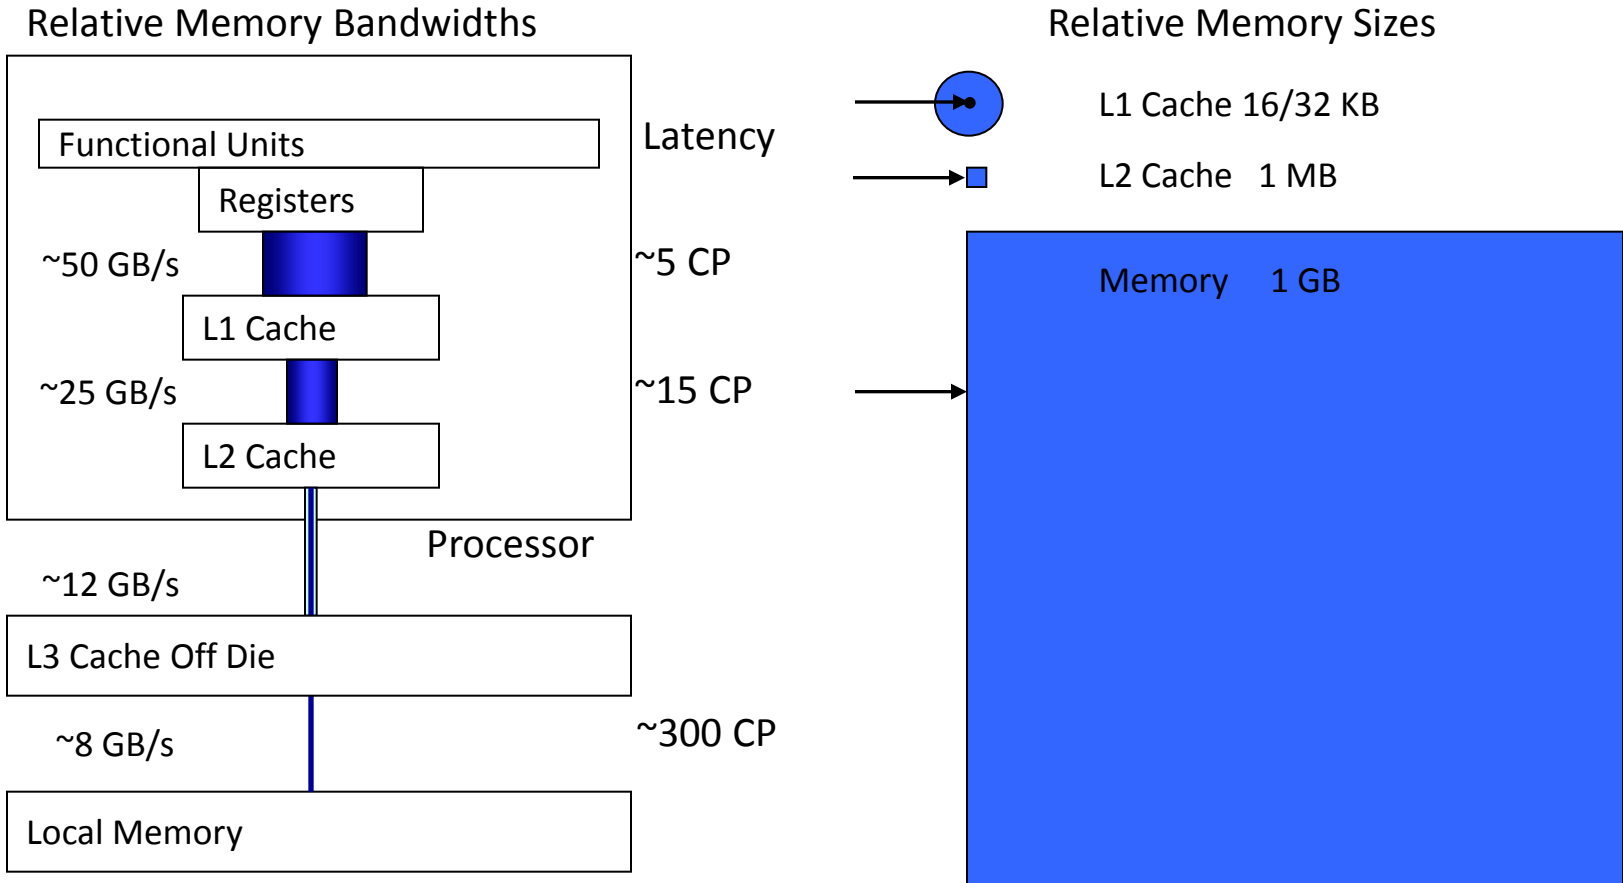 Relative Memory Bandwidths
Functional Units
Registers
~50 GB/s
L1 Cache
~25 GB/s
L2 Cache
Processor
~12 GB/s
L3 Cache Off Die
~8 GB/s
Local Memory
Latency
~5 CP
~15 CP
~300 CP
Relative Memory Sizes
L1 Cache 16/32 KB
L2 Cache 1 MB
Memory 1 GB